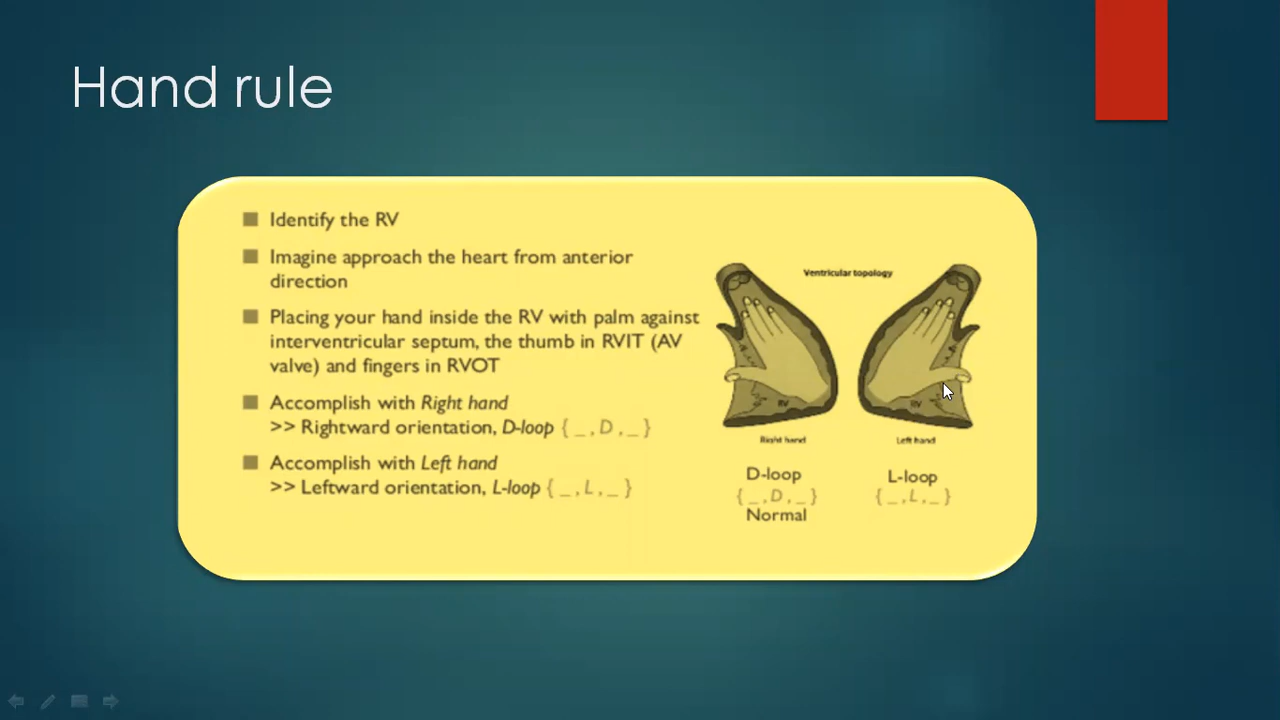 Hand rule
Identify the RV
Imagine approach the heart from anterior
direction
Placing your hand inside the RV with palm against
interventricular septum, the thumb in RVIT (AV
valve) and fingers in RVOT
Accomplish with Right hand
>> Rightward orientation, D-loop { _ , D , _ }
Accomplish with Left hand
>> Leftward orientation, L-loop { _ , L , _ }
Ventricular topology
RV
RV
Right hand
Left hand
D-loop
{ _ , D , _ }
Normal
L-loop
{ _ , L , _ }